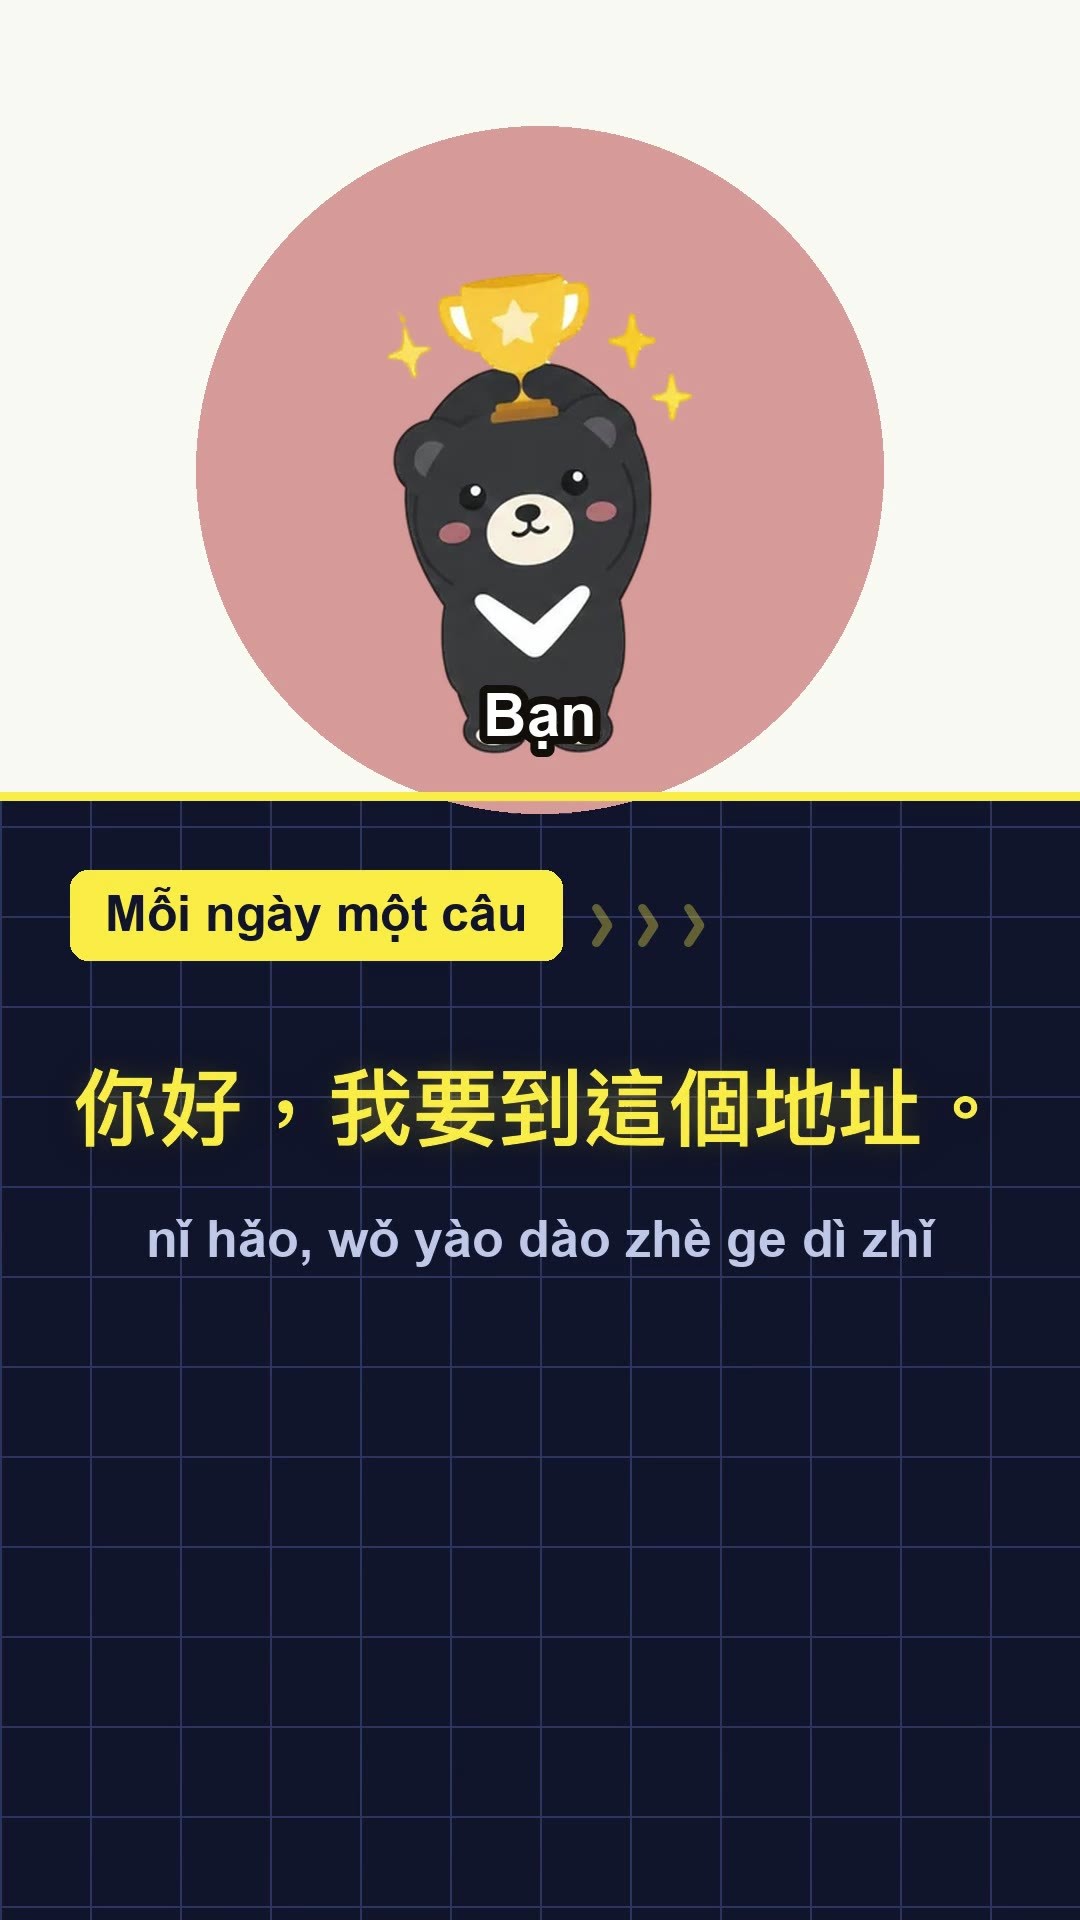 Bạn
Mỗi ngày một câu
你好，我要到這個地址。
nǐ hǎo, wǒ yào dào zhè ge dì zhǐ